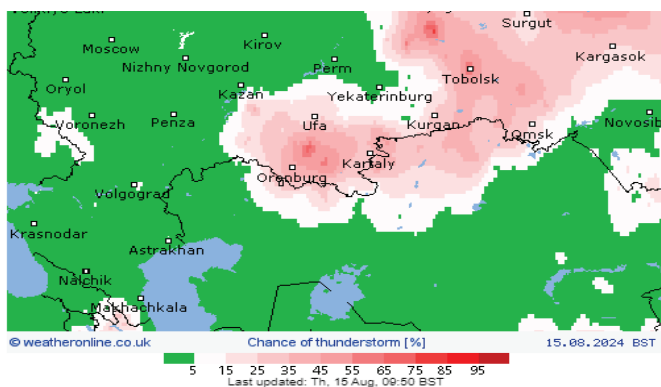 Surgut
Moscow
Kirov
Nizhny Novgorod
Perm
Kargasok
Tobolsk
Oryol
Kazan
Yekaterinburg
Voronezh
Penza
Ufa
Kurgan
Omsk
Novosib
Kartaly
Orenburg
Volgograd
Krasnodar
Astrakhan
Nalchik
Makhachkala
© weatheronline.co.uk Chance of thunderstorm [%] 15.08.2024 BST
5 15 25 35 45 55 65 75 85 95
Last updated: Th, 15 Aug, 09:50 BST